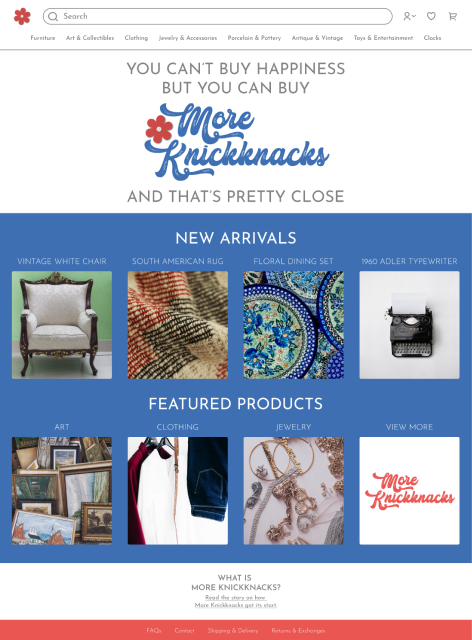 Search
Furniture Art & Collectibles Clothing Jewelry & Accessories Porcelain & Pottery Antique & Vintage Toys & Entertainment Clocks
YOU CAN'T BUY HAPPINESS
BUT YOU CAN BUY
More
Knickknacks
AND THAT'S PRETTY CLOSE
NEW ARRIVALS
VINTAGE WHITE CHAIR SOUTH AMERICAN RUG FLORAL DINING SET 1960 ADLER TYPEWRITER
FEATURED PRODUCTS
ART CLOTHING JEWELRY VIEW MORE
More
Knickknacks
WHAT IS
MORE KNICKKNACKS?
Read the story on how
More Knickknacks got its start.
FAQs Contact Shipping & Delivery Returns & Exchanges